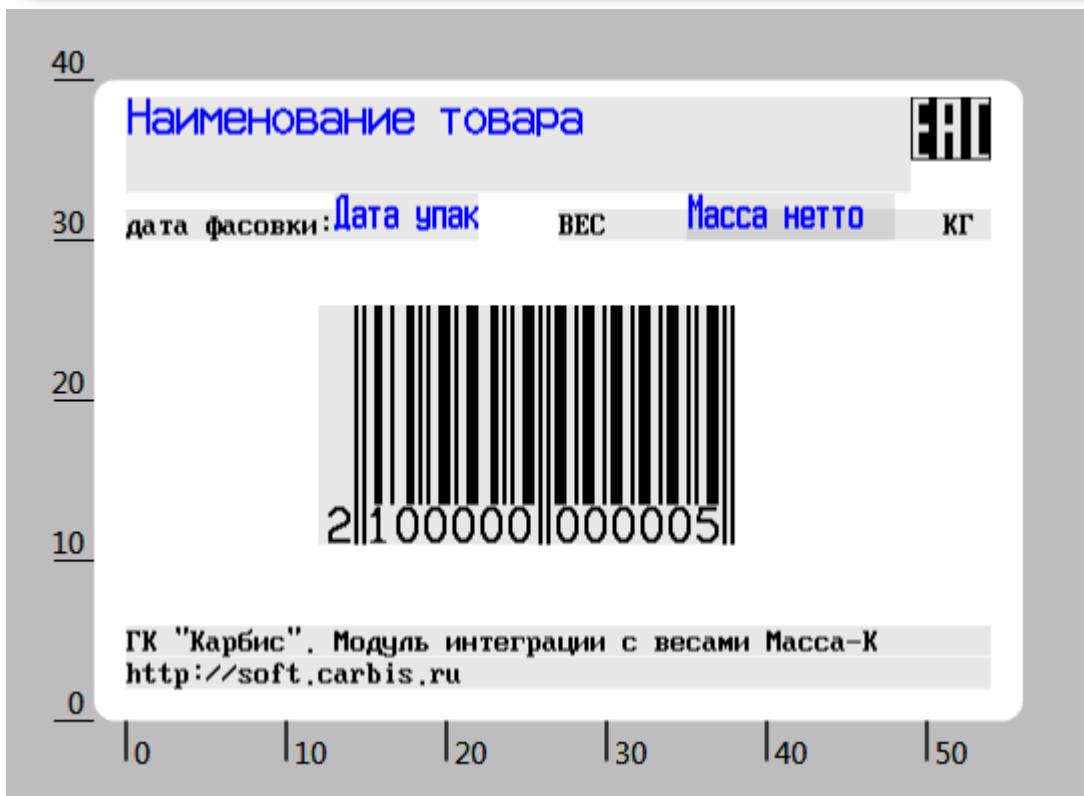 40
Наименование товара
EAC
30
дата фасовки: Дата упак ВЕС Масса нетто КГ
20
2 100000 000005
10
ГК "Карбис". Модуль интеграции с весами Масса-К
http://soft.carbis.ru
0
0 10 20 30 40 50